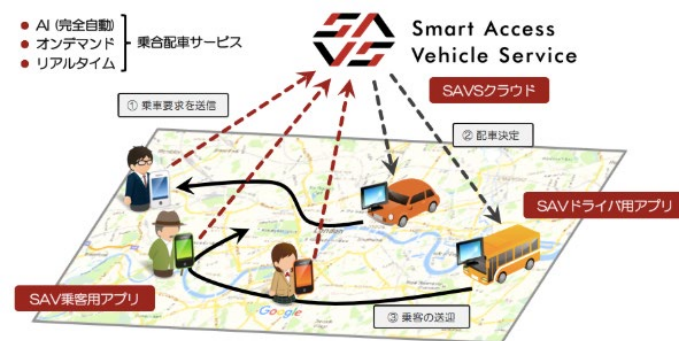 ● AI (完全自動)
● オンデマンド
● リアルタイム
乗合配車サービス
SAVS
Smart Access
Vehicle Service
SAVSクラウド
① 乗車要求を送信
② 配車決定
SAVドライバ用アプリ
London
SAV乗客用アプリ
Google
③ 乗客の送迎